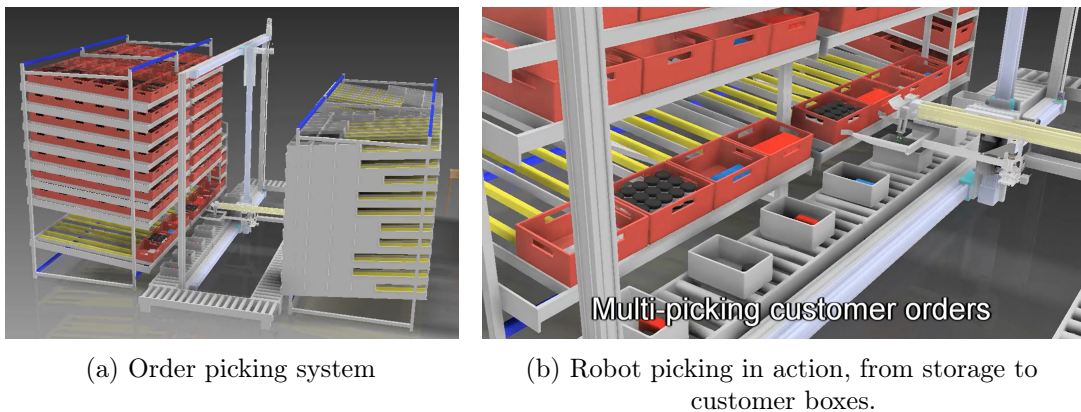 Multi-picking customer orders
(a) Order picking system
(b) Robot picking in action, from storage to
customer boxes.